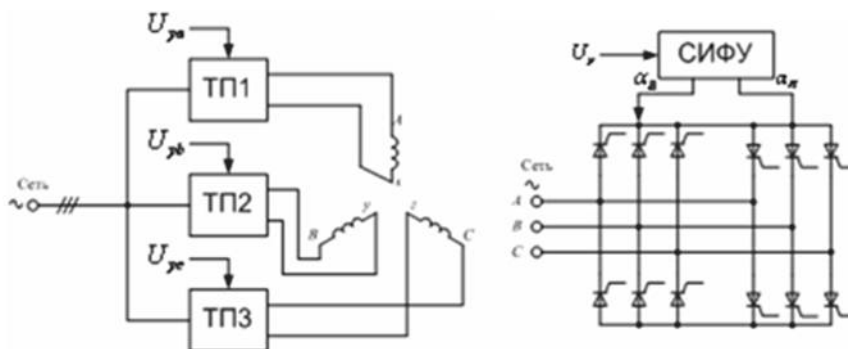 Uуа
ТП1
A
x
Сеть
~
Uуb
ТП2
B
y
z
C
Uус
ТП3
Uу
СИФУ
αв
αн
Сеть
~
A
B
C